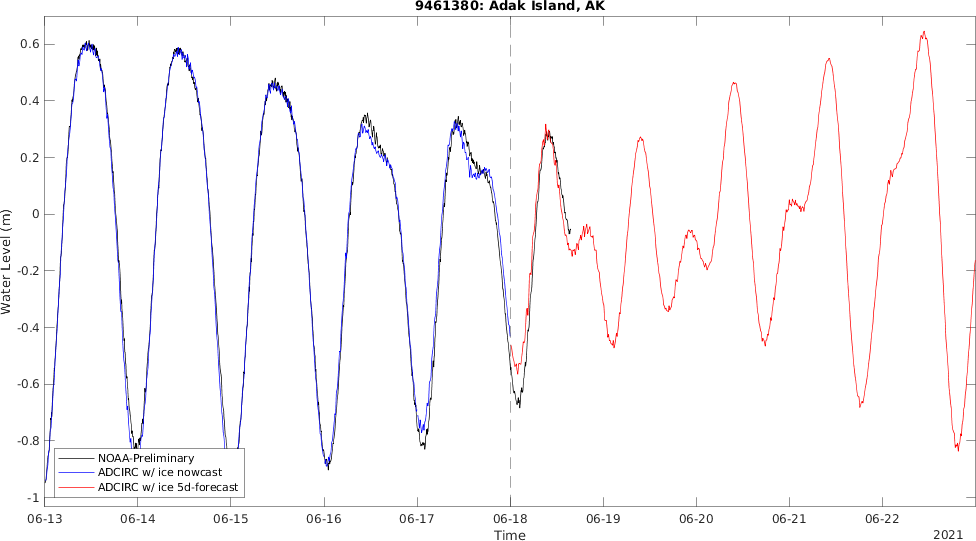 9461380: Adak Island, AK
Water Level (m)
0.6
0.4
0.2
0
-0.2
-0.4
-0.6
-0.8
-1
NOAA-Preliminary
ADCIRC w/ ice nowcast
ADCIRC w/ ice 5d-forecast
06-13 06-14 06-15 06-16 06-17 06-18 06-19 06-20 06-21 06-22
Time
2021